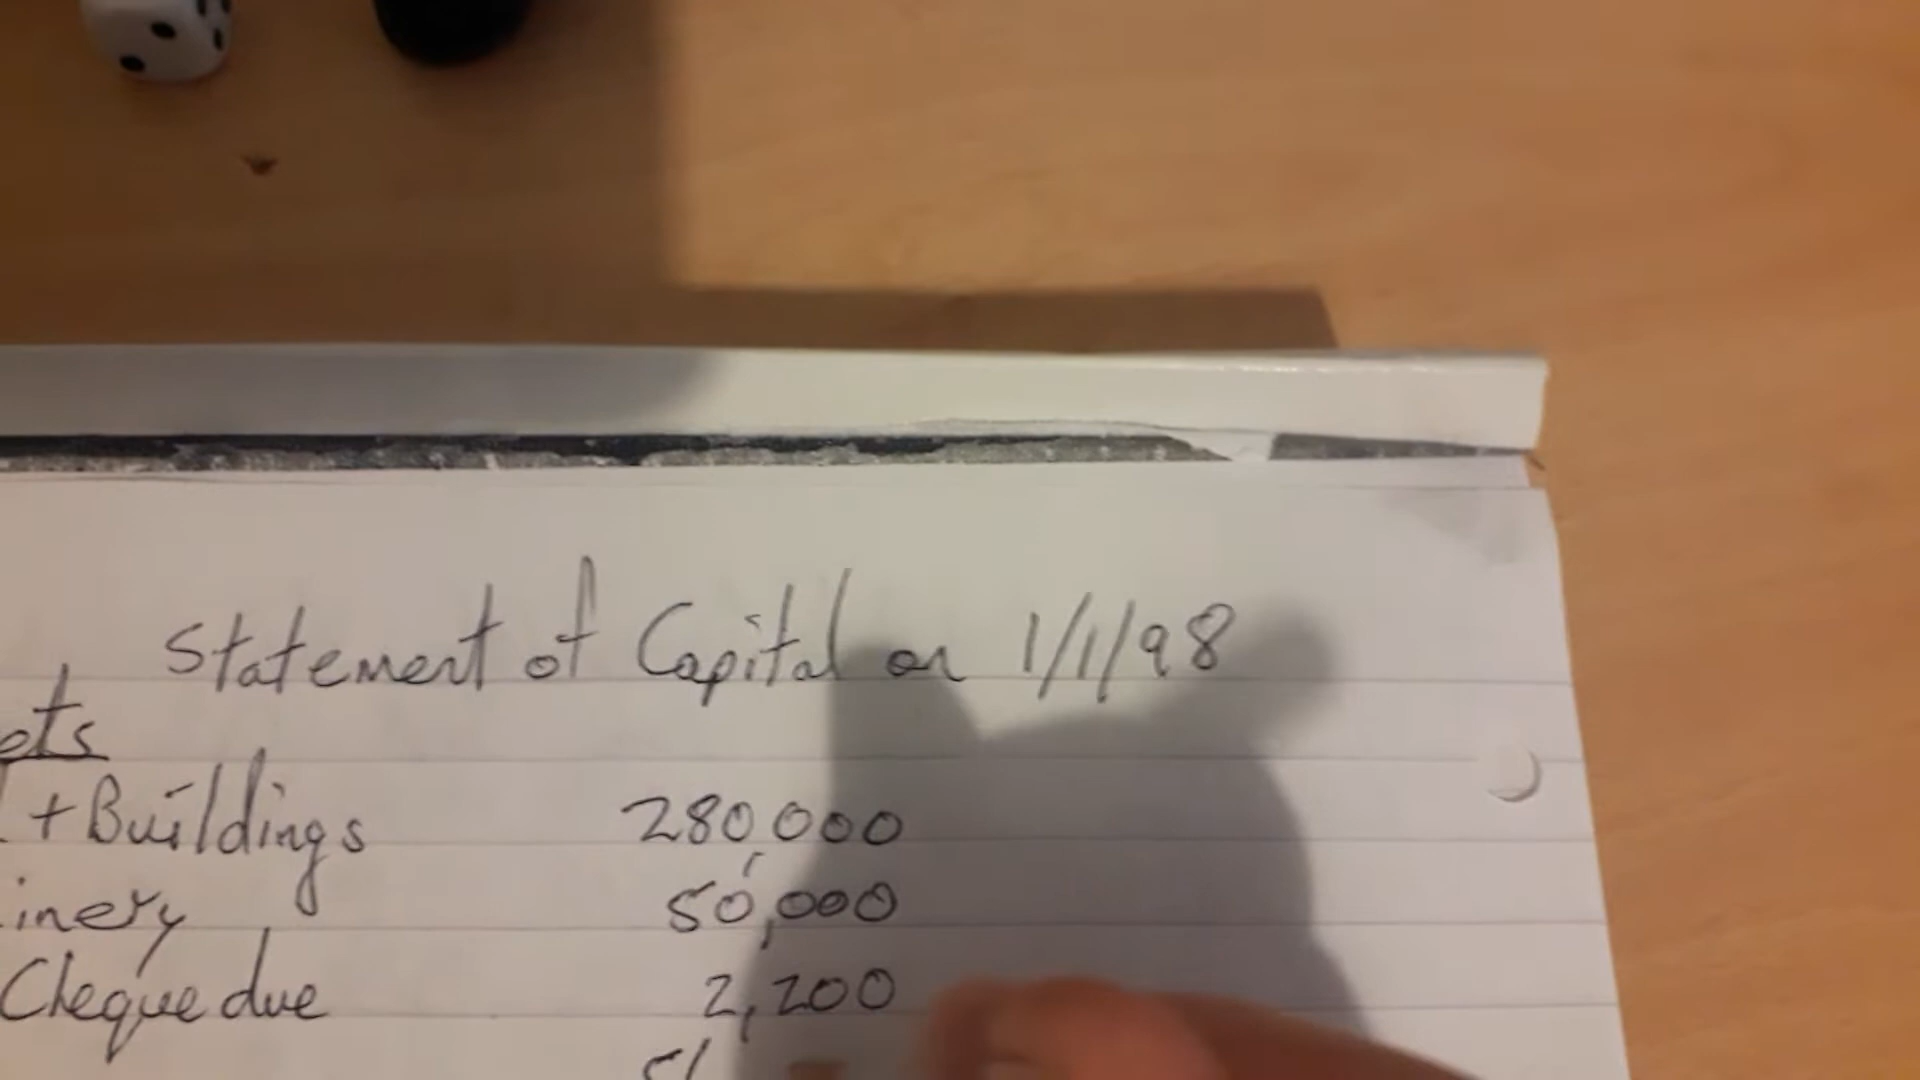 Statement of Capital on 1/1/98
ets
+ Buildings 280,000
inery 50,000
Cheque due 2,200